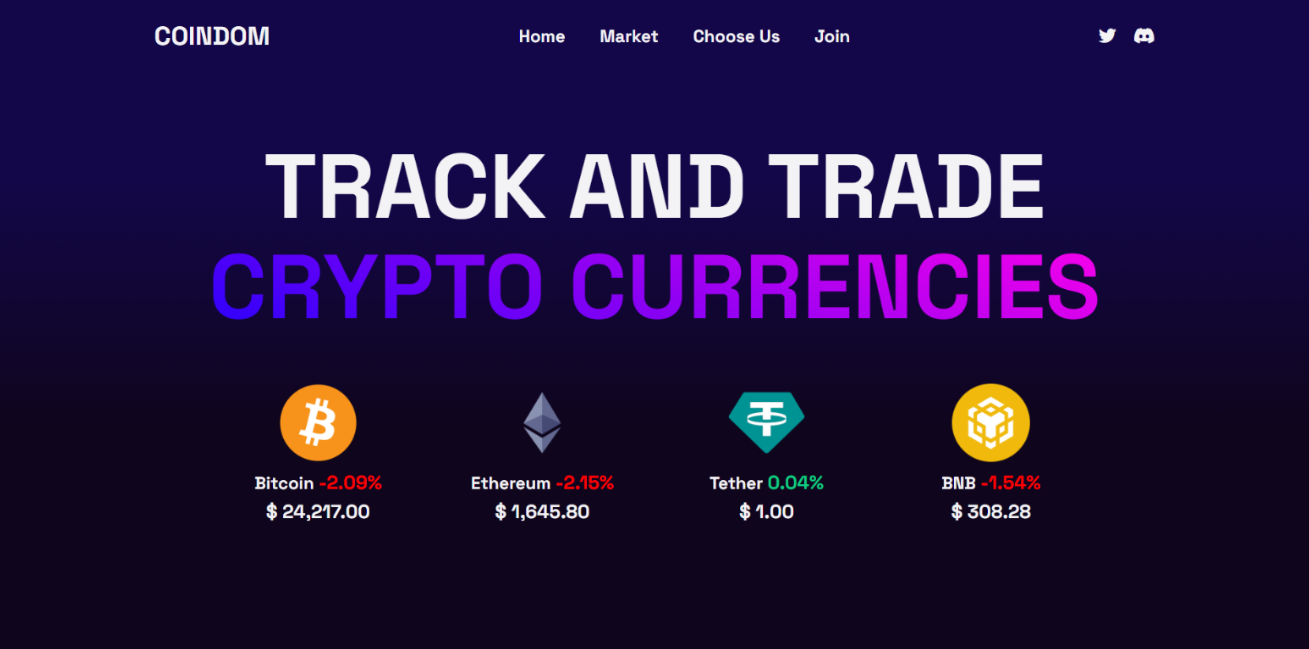 COINDOM
Home Market Choose Us Join
TRACK AND TRADE
CRYPTO CURRENCIES
Bitcoin -2.09% Ethereum -2.15% Tether 0.04% BNB -1.54%
$ 24,217.00 $ 1,645.80 $ 1.00 $ 308.28